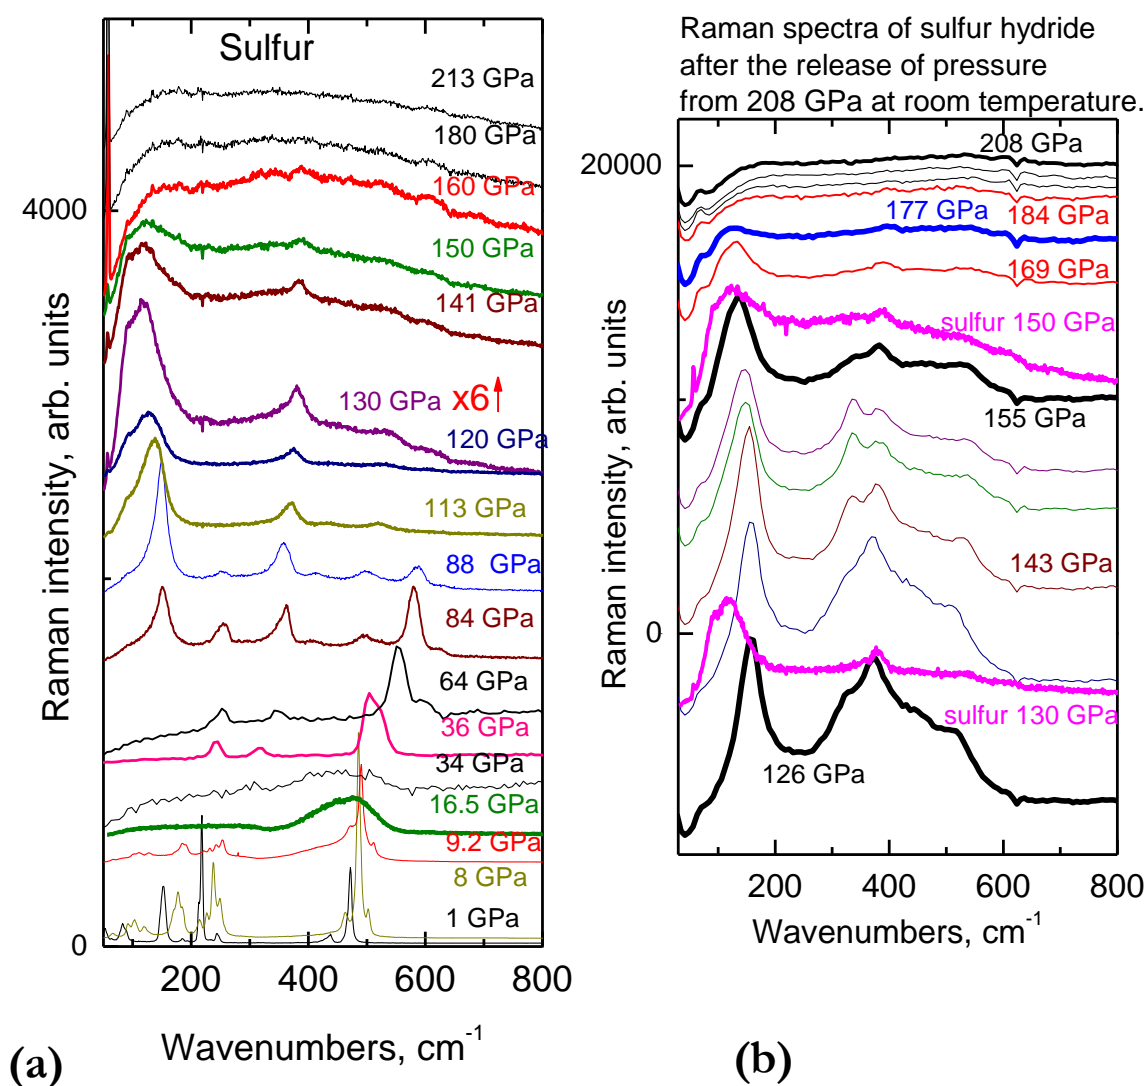 Sulfur
213 GPa
180 GPa
160 GPa
150 GPa
141 GPa
130 GPa x6
120 GPa
113 GPa
88 GPa
84 GPa
64 GPa
36 GPa
34 GPa
16.5 GPa
9.2 GPa
8 GPa
1 GPa
4000
0
Raman intensity, arb. units
200 400 600 800
Wavenumbers, cm-1
(a)
Raman spectra of sulfur hydride
after the release of pressure
from 208 GPa at room temperature.
208 GPa
177 GPa
184 GPa
169 GPa
sulfur 150 GPa
155 GPa
143 GPa
sulfur 130 GPa
126 GPa
20000
0
Raman intensity, arb. units
200 400 600 800
Wavenumbers, cm-1
(b)